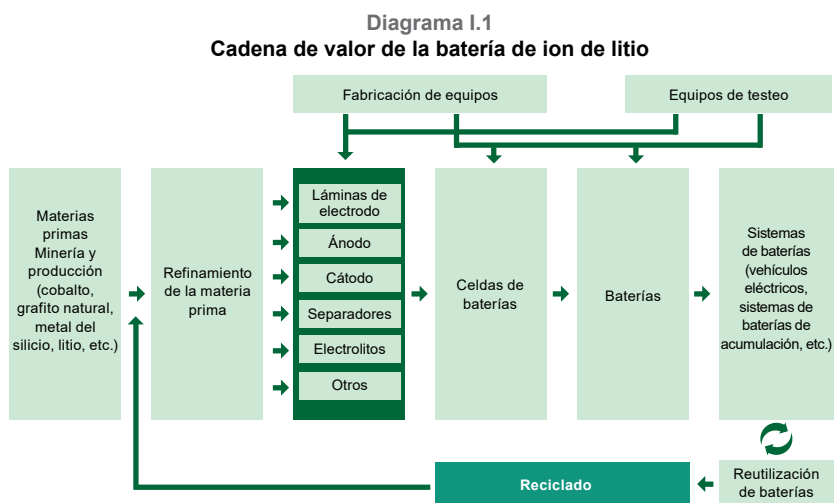 Diagrama I.1
Cadena de valor de la batería de ion de litio
Fabricación de equipos
Equipos de testeo
Materias
primas
Minería y
producción
(cobalto,
grafito natural,
metal del
silicio, litio, etc.)
Refinamiento
de la materia
prima
Láminas de
electrodo
Ánodo
Cátodo
Separadores
Electrolitos
Otros
Celdas de
baterías
Baterías
Sistemas
de baterías
(vehículos
eléctricos,
sistemas de
baterías de
acumulación, etc.)
Reciclado
Reutilización
de baterías